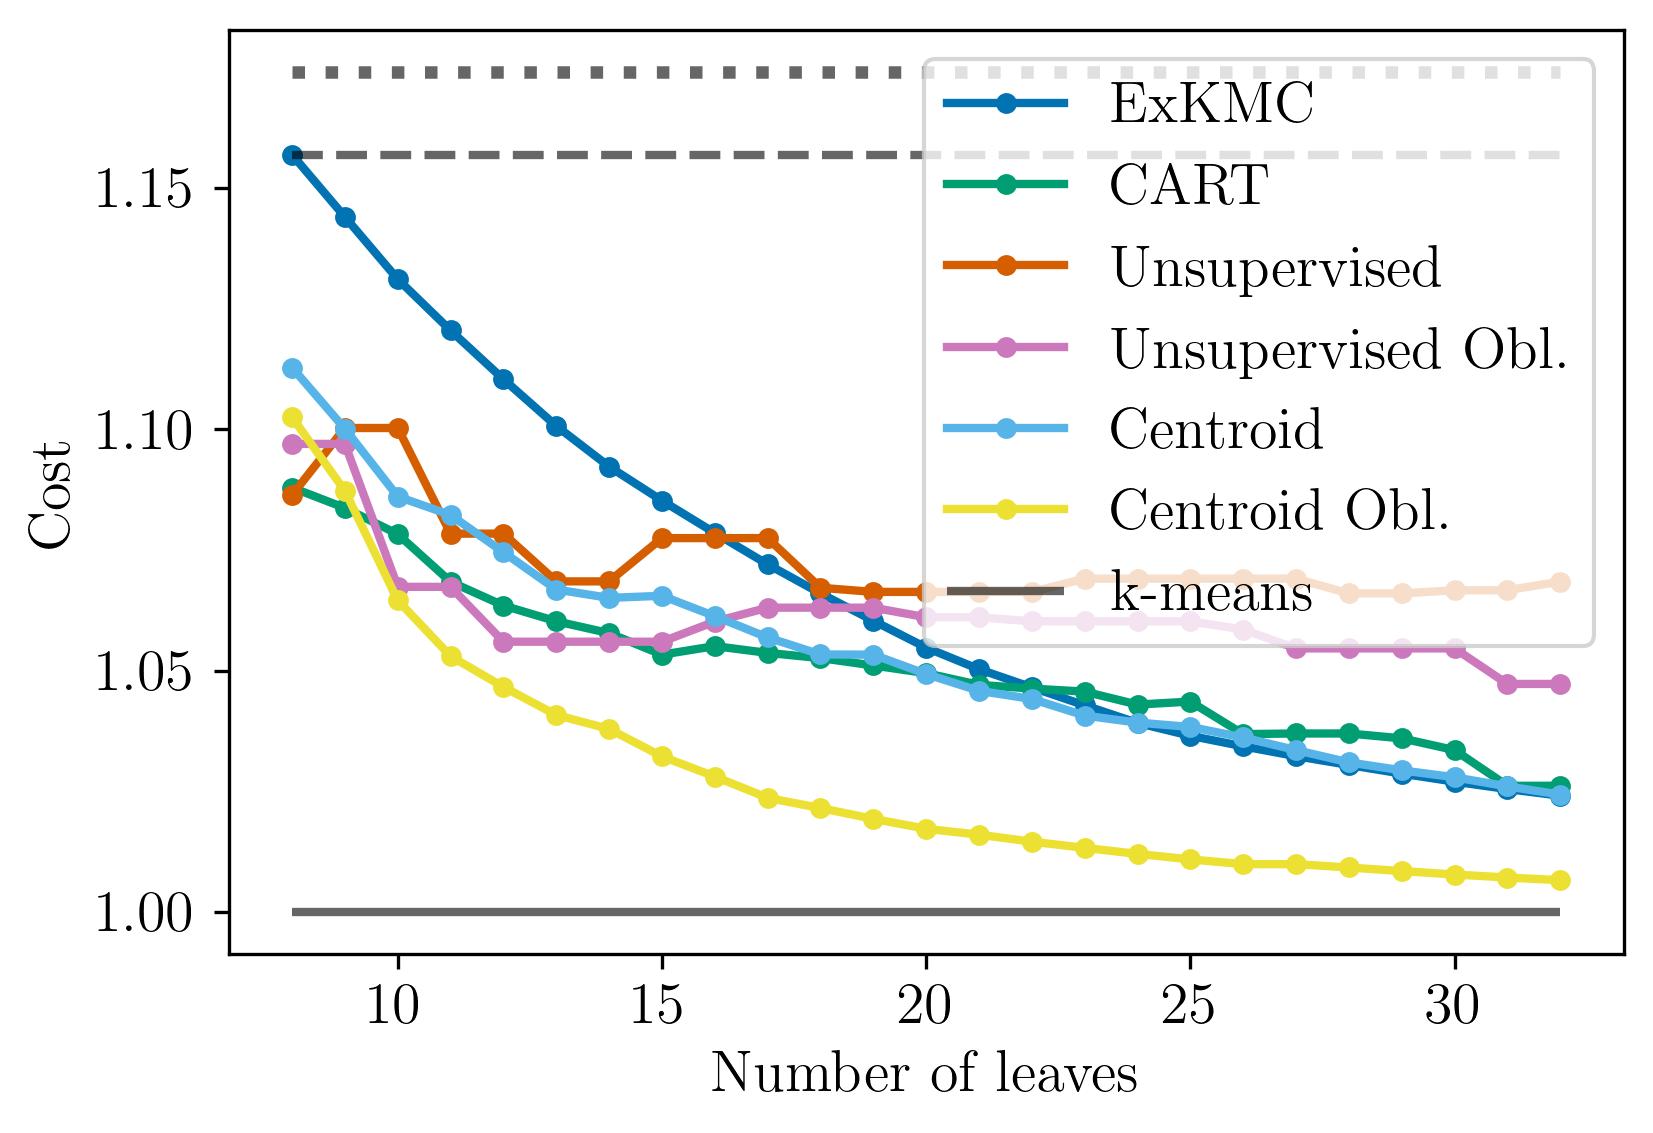 Cost
1.15
1.10
1.05
1.00
10 15 20 25 30
Number of leaves
ExKMC
CART
Unsupervised
Unsupervised Obl.
Centroid
Centroid Obl.
k-means